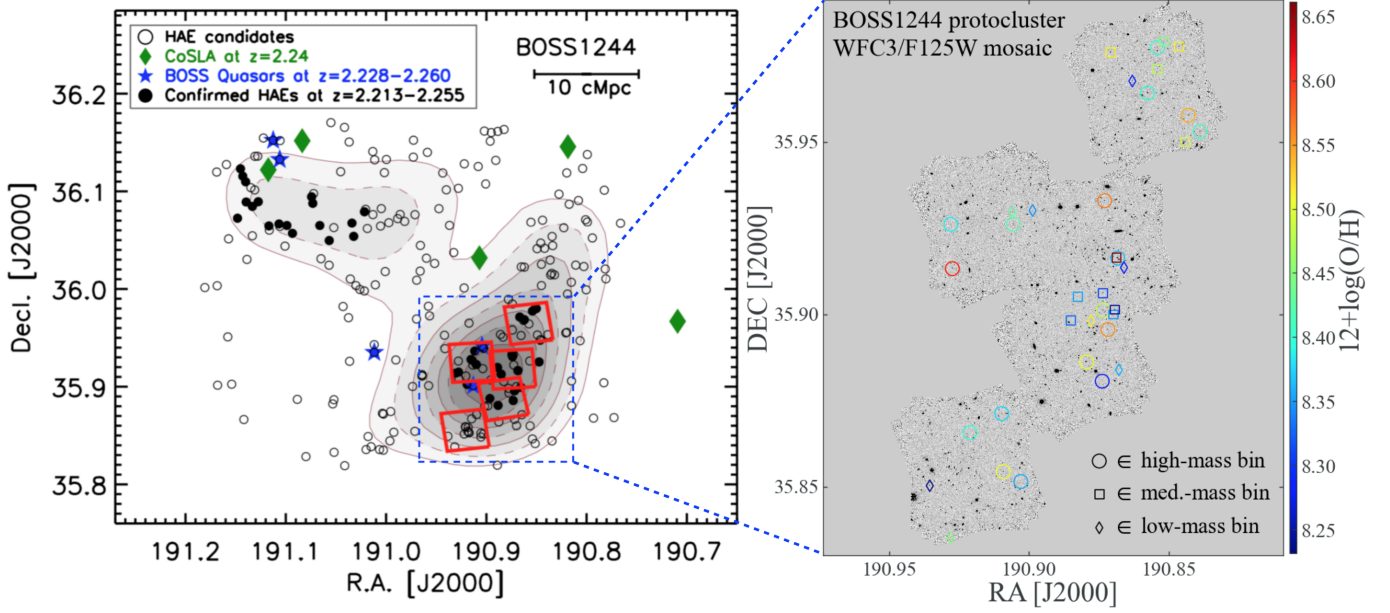 HAE candidates
CoSLA at z=2.24
BOSS Quasars at z=2.228−2.260
Confirmed HAEs at z=2.213−2.255
BOSS1244
10 cMpc
36.2
36.1
36.0
35.9
35.8
Decl. [J2000]
191.2
191.1
191.0
190.9
190.8
190.7
R.A. [J2000]
BOSS1244 protocluster
WFC3/F125W mosaic
35.95
35.90
35.85
DEC [J2000]
∈ high-mass bin
∈ med.-mass bin
∈ low-mass bin
190.95
190.90
190.85
RA [J2000]
8.65
8.60
8.55
8.50
8.45
8.40
8.35
8.30
8.25
12+log(O/H)